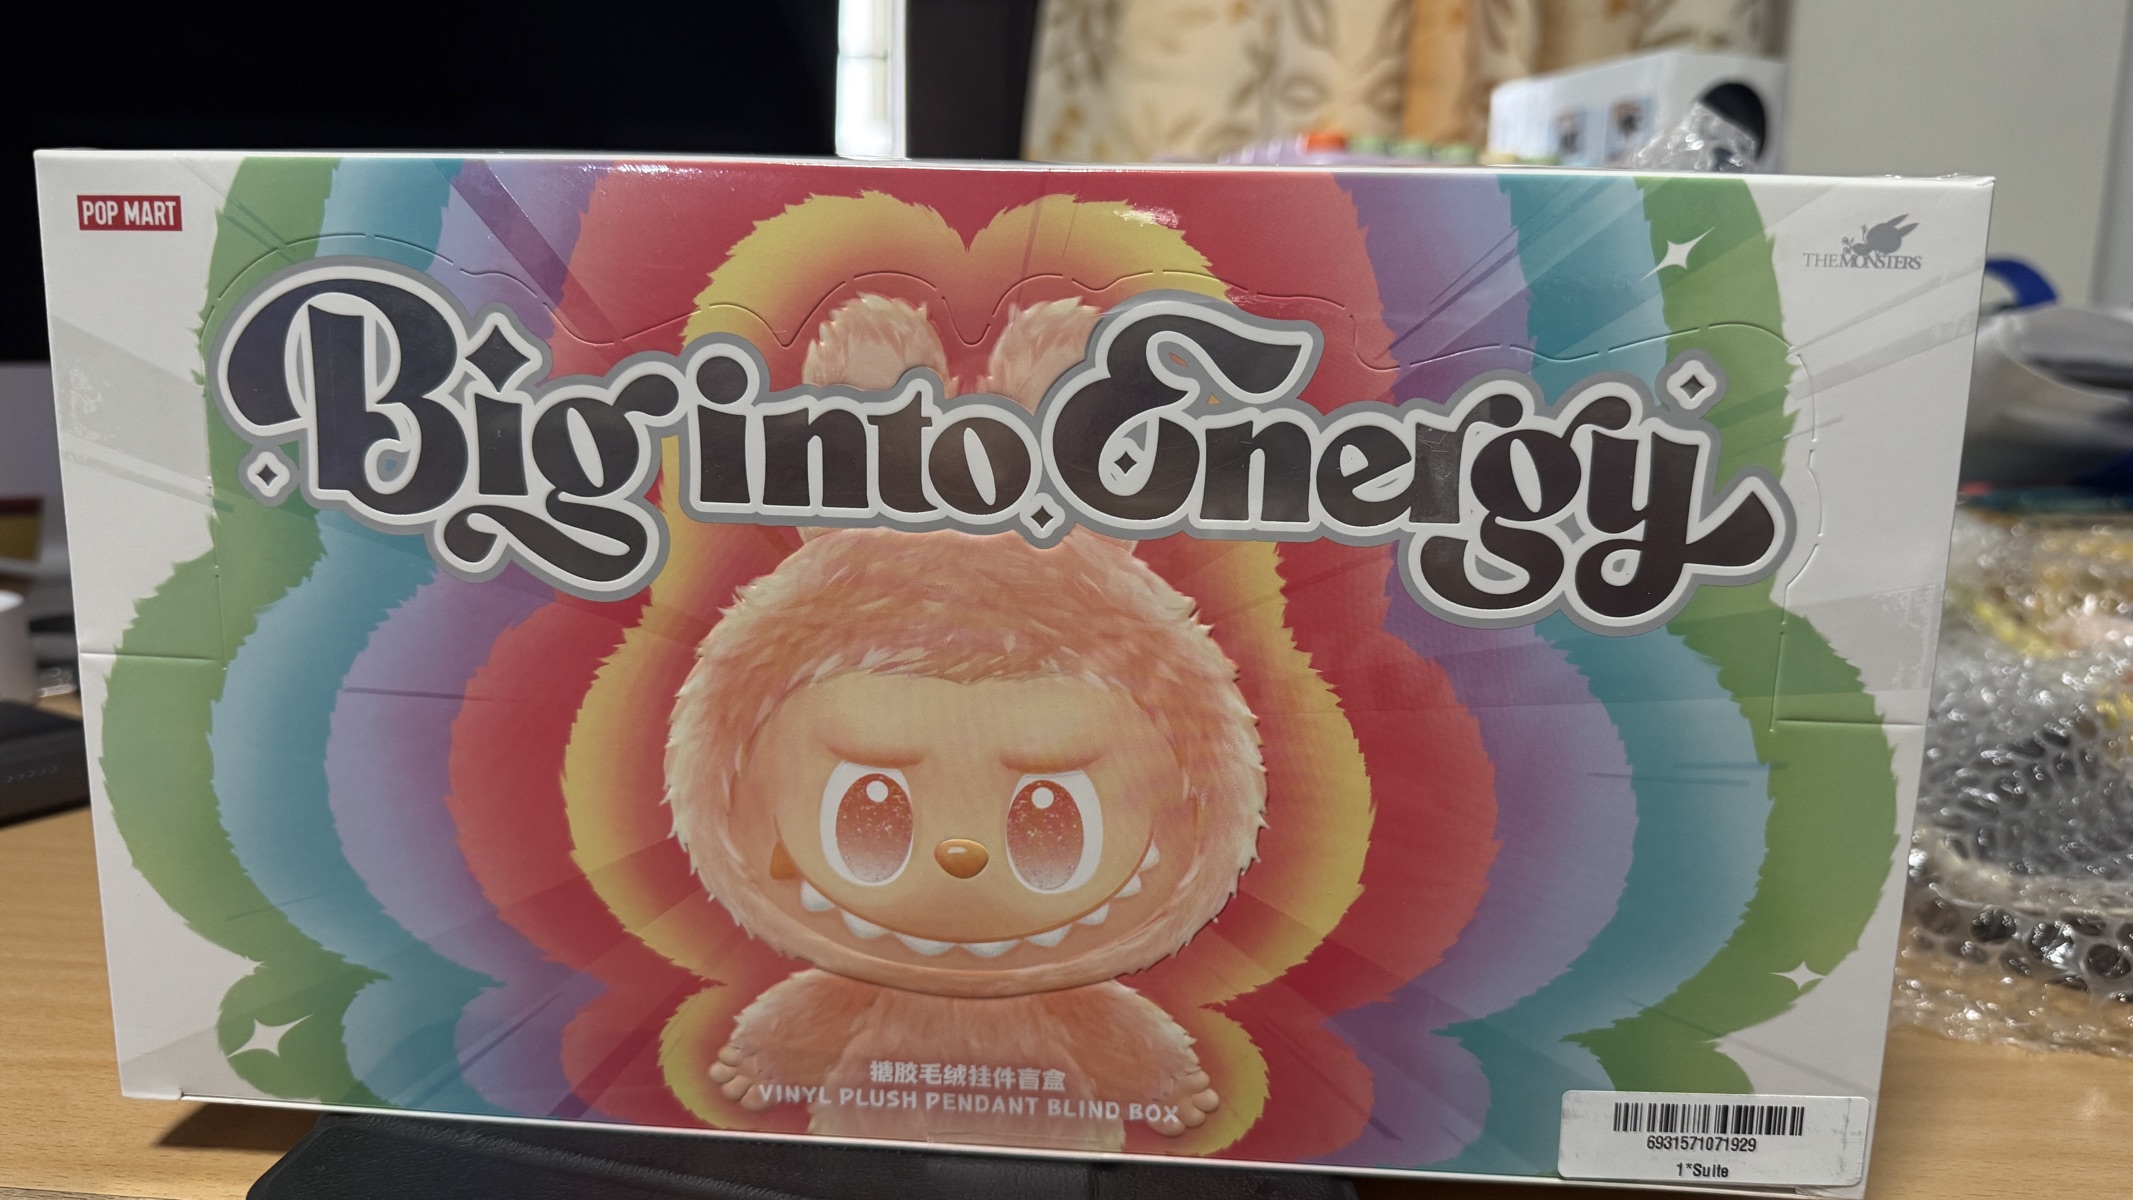 POP MART
THE MONSTERS
Big into Energy
搪胶毛绒挂件盲盒
VINYL PLUSH PENDANT BLIND BOX
6931571071929
1*Suite